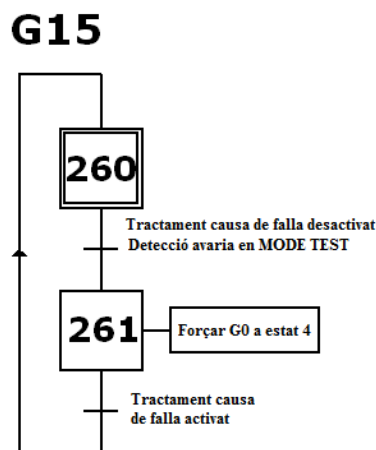 G15
260
Tractament causa de falla desactivat
Detecció avaria en MODE TEST
261
Forçar G0 a estat 4
Tractament causa
de falla activat